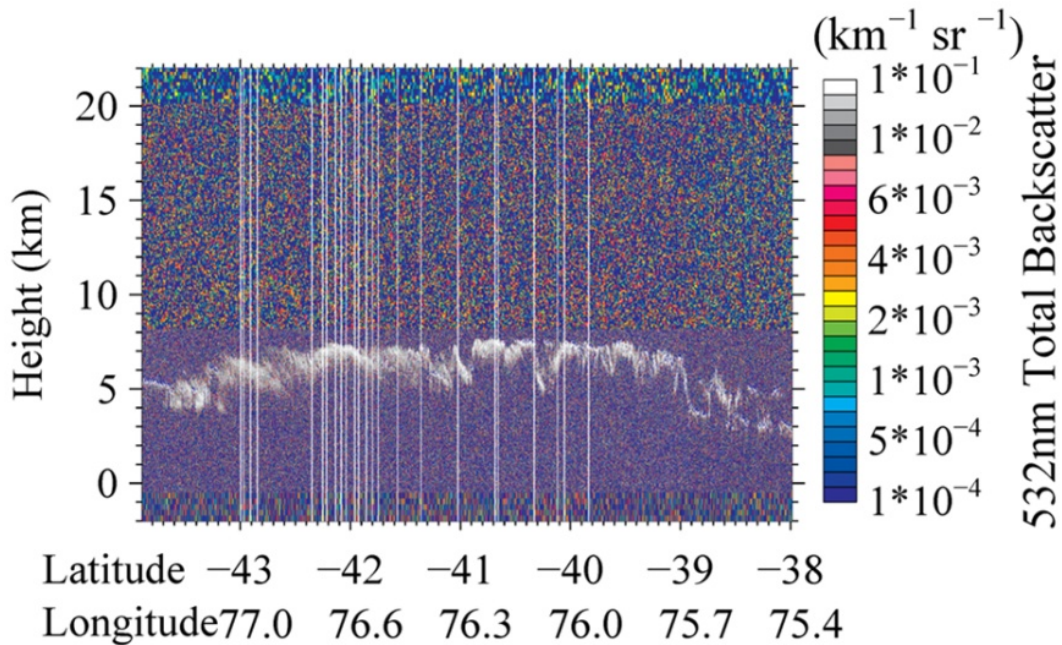 (km⁻¹ sr⁻¹)
1*10⁻¹
1*10⁻²
6*10⁻³
4*10⁻³
2*10⁻³
1*10⁻³
5*10⁻⁴
1*10⁻⁴
532nm Total Backscatter
Height (km)
20
15
10
5
0
Latitude −43 −42 −41 −40 −39 −38
Longitude 77.0 76.6 76.3 76.0 75.7 75.4